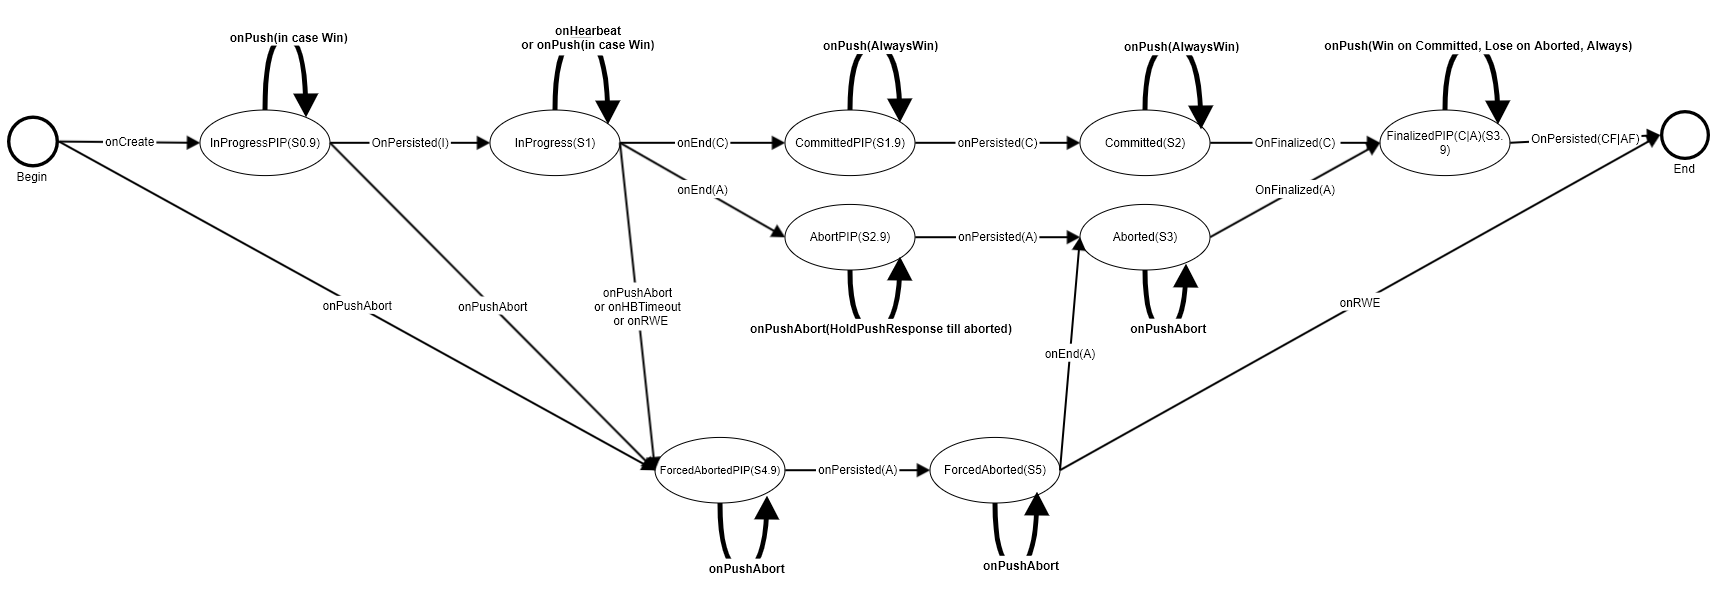 onHearbeat
or onPush(in case Win)
onPush(in case Win)
onPush(AlwaysWin)
onPush(AlwaysWin)
onPush(Win on Committed, Lose on Aborted, Always)
Begin
onCreate
InProgressPIP(S0.9)
OnPersisted(I)
InProgress(S1)
onEnd(C)
CommittedPIP(S1.9)
onPersisted(C)
Committed(S2)
OnFinalized(C)
FinalizedPIP(C|A)(S3.
9)
OnPersisted(CF|AF)
End
onEnd(A)
OnFinalized(A)
AbortPIP(S2.9)
onPersisted(A)
Aborted(S3)
onPushAbort
onPushAbort
onPushAbort
or onHBTimeout
or onRWE
onPushAbort(HoldPushResponse till aborted)
onPushAbort
onRWE
onEnd(A)
ForcedAbortedPIP(S4.9)
onPersisted(A)
ForcedAborted(S5)
onPushAbort
onPushAbort